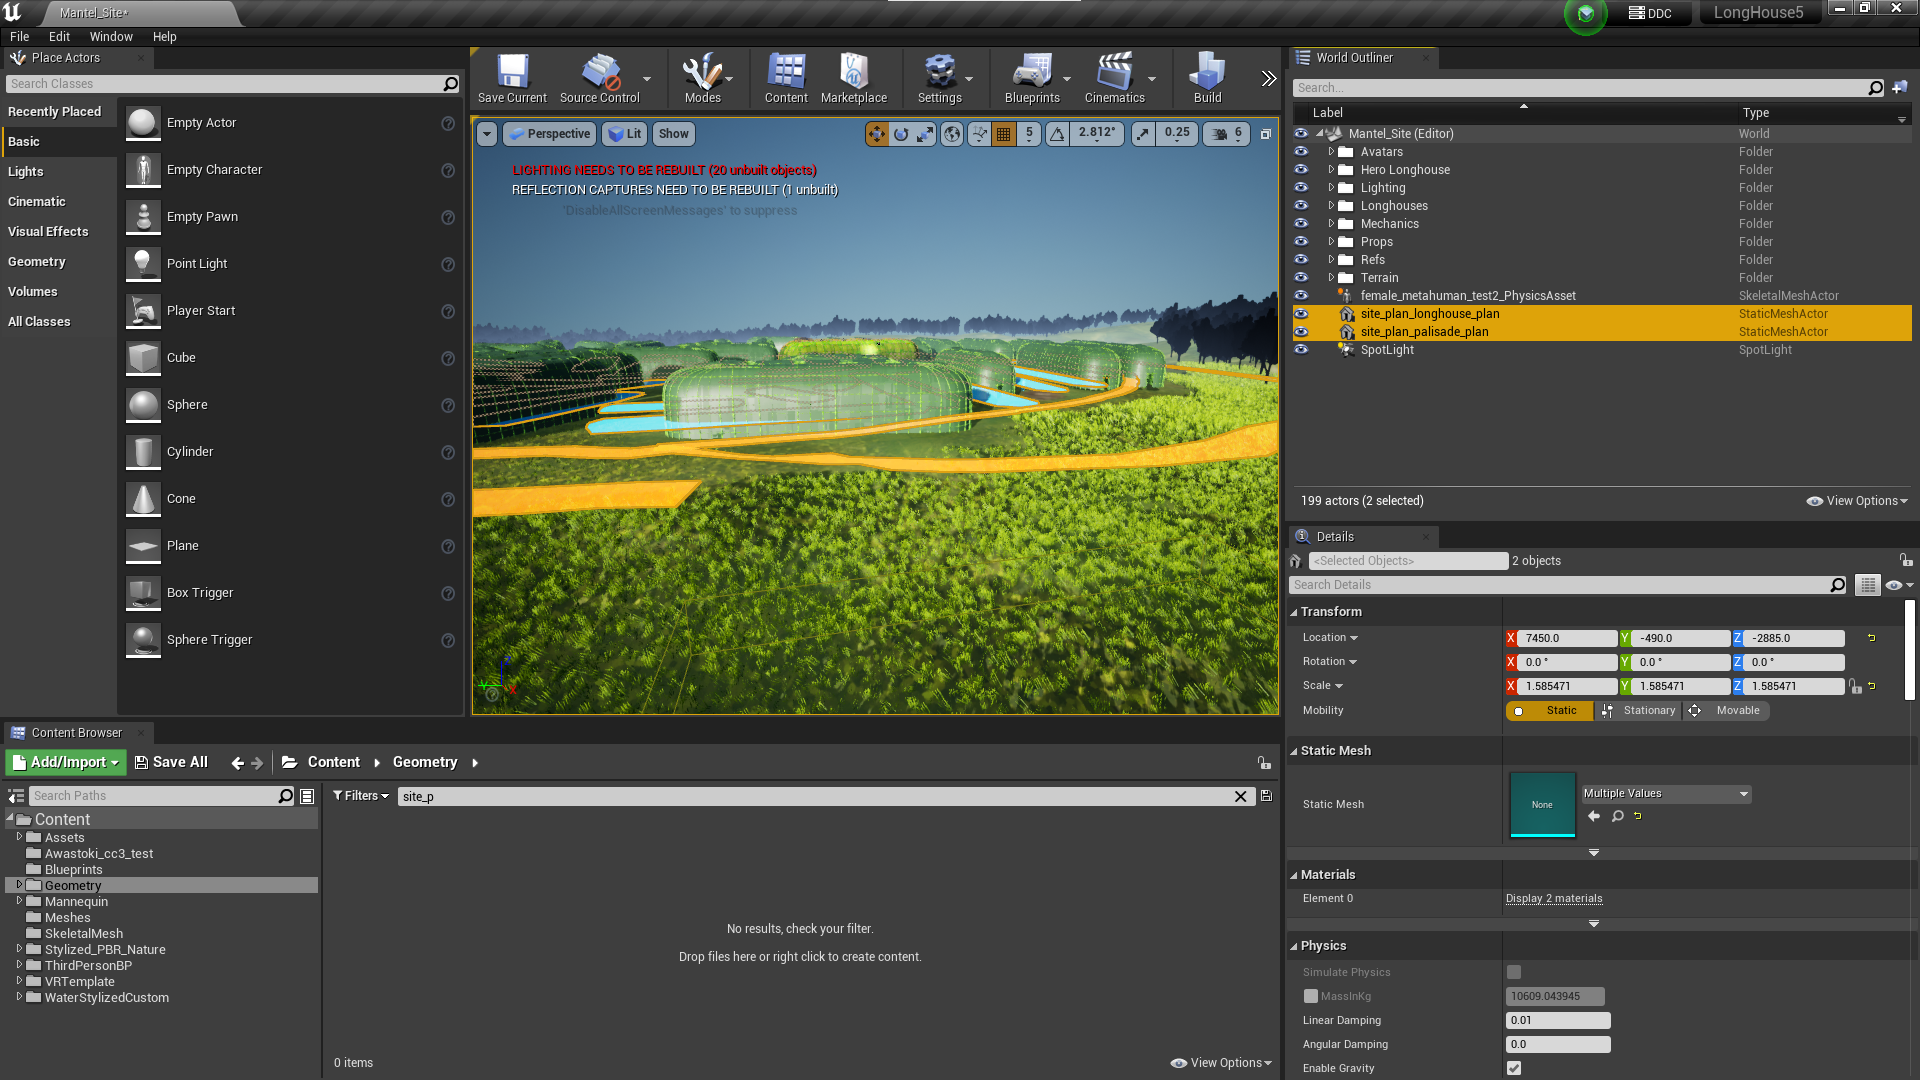 Mantel_Site*
DDC
LongHouse5
File Edit Window Help
Place Actors
Search Classes
Recently Placed
Basic
Lights
Cinematic
Visual Effects
Geometry
Volumes
All Classes
Empty Actor
Empty Character
Empty Pawn
Point Light
Player Start
Cube
Sphere
Cylinder
Cone
Plane
Box Trigger
Sphere Trigger
Save Current
Source Control
Modes
Content
Marketplace
Settings
Blueprints
Cinematics
Build
Perspective
Lit
Show
5
2.812°
0.25
6
LIGHTING NEEDS TO BE REBUILT (20 unbuilt objects)
REFLECTION CAPTURES NEED TO BE REBUILT (1 unbuilt)
'DisableAllScreenMessages' to suppress
Z
Y
X
World Outliner
Search...
Label Type
Mantel_Site (Editor) World
Avatars Folder
Hero Longhouse Folder
Lighting Folder
Longhouses Folder
Mechanics Folder
Props Folder
Refs Folder
Terrain Folder
female_metahuman_test2_PhysicsAsset SkeletalMeshActor
site_plan_longhouse_plan StaticMeshActor
site_plan_palisade_plan StaticMeshActor
SpotLight SpotLight
199 actors (2 selected)
View Options
Details
<Selected Objects> 2 objects
Search Details
Transform
Location X 7450.0 Y -490.0 Z -2885.0
Rotation X 0.0 ° Y 0.0 ° Z 0.0 °
Scale X 1.585471 Y 1.585471 Z 1.585471
Mobility Static Stationary Movable
Static Mesh
Static Mesh None Multiple Values
Materials
Element 0 Display 2 materials
Physics
Simulate Physics
MassInKg 10609.043945
Linear Damping 0.01
Angular Damping 0.0
Enable Gravity
Content Browser
Add/Import Save All Content Geometry
Search Paths
Filters site_p
Content
Assets
Awastoki_cc3_test
Blueprints
Geometry
Mannequin
Meshes
SkeletalMesh
Stylized_PBR_Nature
ThirdPersonBP
VRTemplate
WaterStylizedCustom
No results, check your filter.
Drop files here or right click to create content.
0 items
View Options